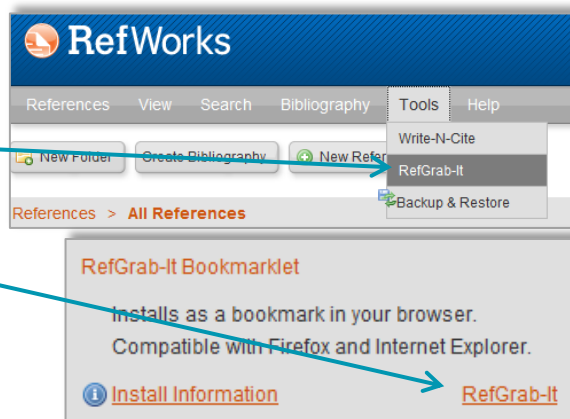 RefWorks
References View Search Bibliography Tools Help
Write-N-Cite
New Folder Create Bibliography New Refer
RefGrab-It
Backup & Restore
References > All References
RefGrab-It Bookmarklet
Installs as a bookmark in your browser.
Compatible with Firefox and Internet Explorer.
Install Information RefGrab-It